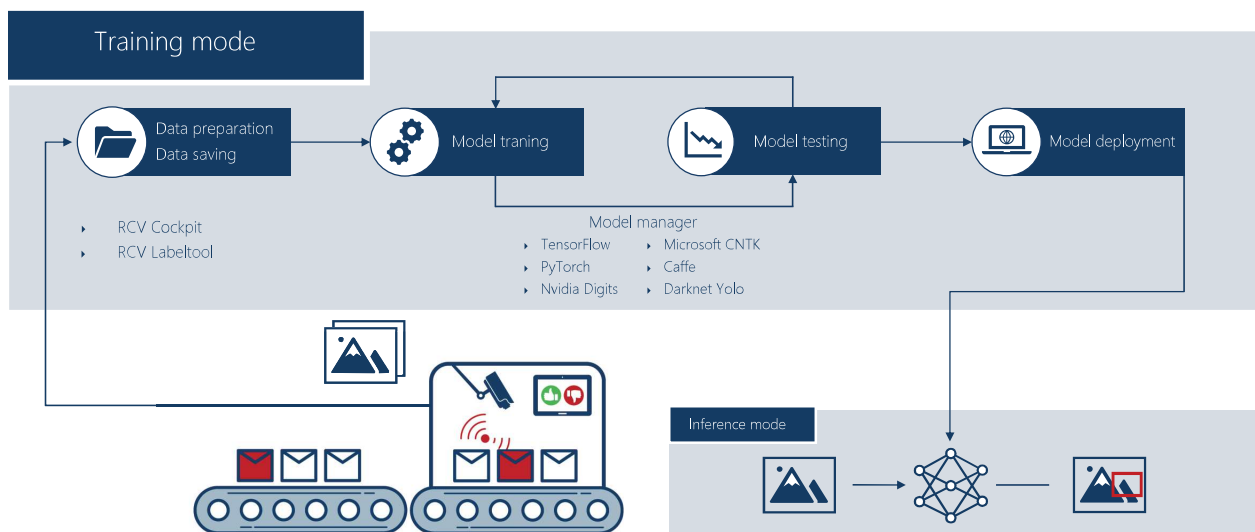 Training mode
Data preparation
Data saving
Model traning
Model testing
Model deployment
RCV Cockpit
RCV Labeltool
Model manager
TensorFlow
PyTorch
Nvidia Digits
Microsoft CNTK
Caffe
Darknet Yolo
Inference mode